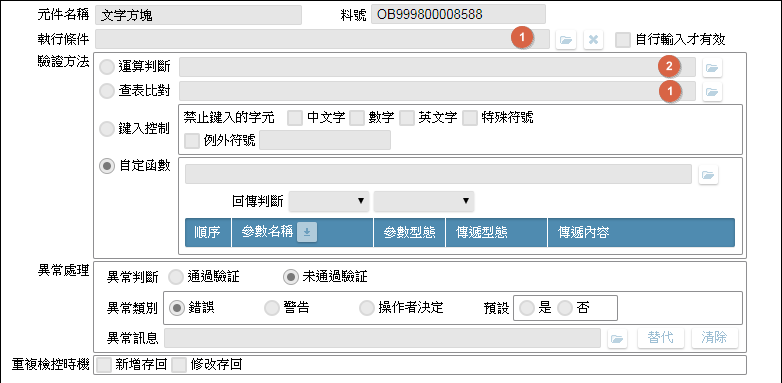 元件名稱 文字方塊 料號 OB999800008588
執行條件 1 自行輸入才有效
驗證方法 運算判斷 2
查表比對 1
鍵入控制 禁止鍵入的字元 中文字 數字 英文字 特殊符號
例外符號
自定函數
回傳判斷
順序 參數名稱 參數型態 傳遞型態 傳遞內容
異常處理 異常判斷 通過驗証 未通過驗証
異常類別 錯誤 警告 操作者決定 預設 是 否
異常訊息 替代 清除
重複檢控時機 新增存回 修改存回